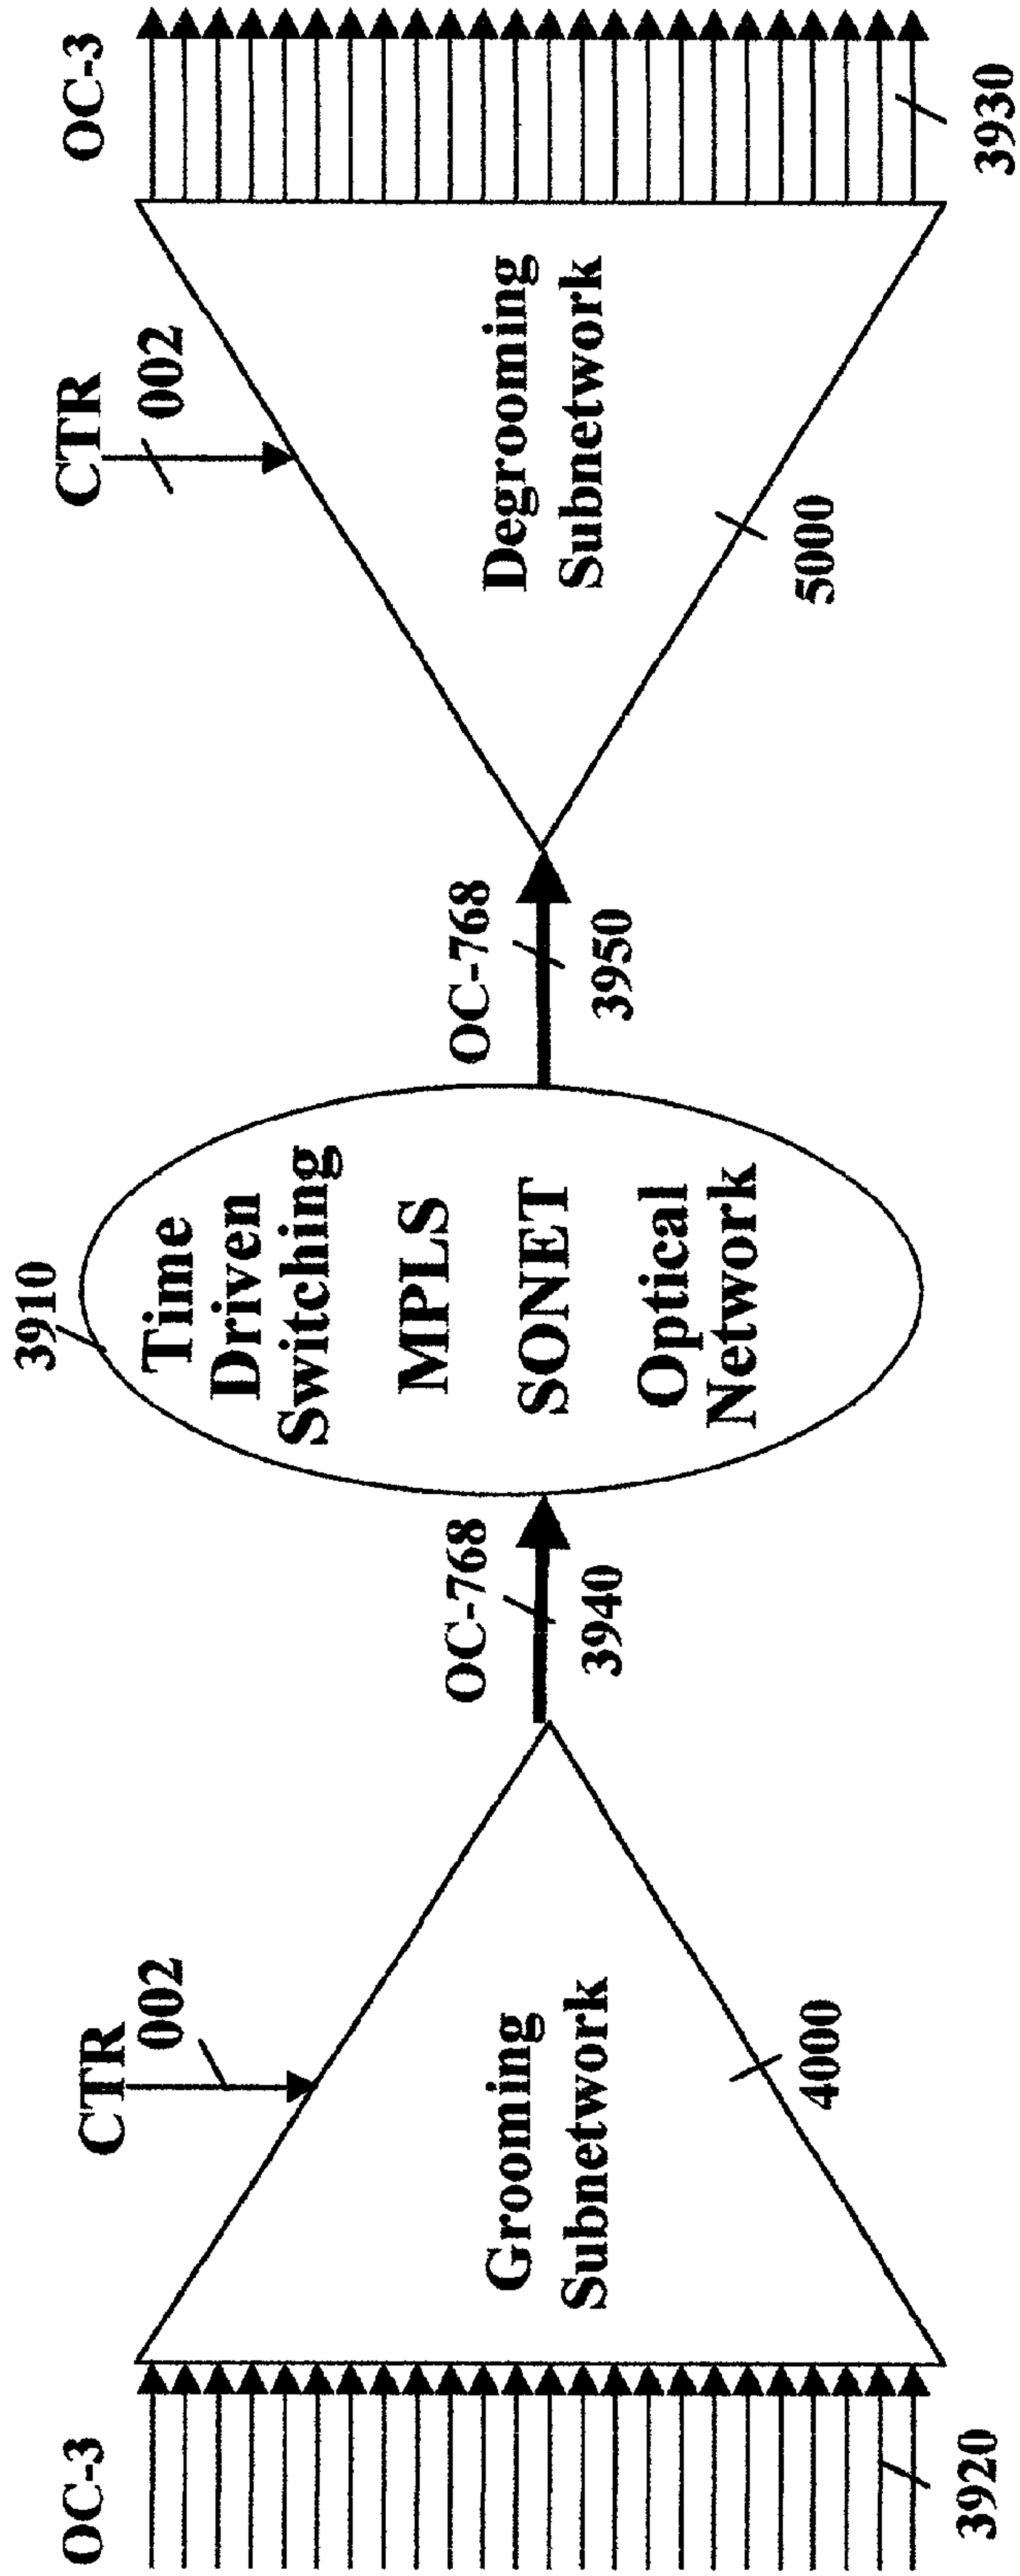 OC-3
3920
CTR
002
Grooming
Subnetwork
4000
OC-768
3940
3910
Time
Driven
Switching
MPLS
SONET
Optical
Network
OC-768
3950
CTR
002
Degrooming
Subnetwork
5000
OC-3
3930